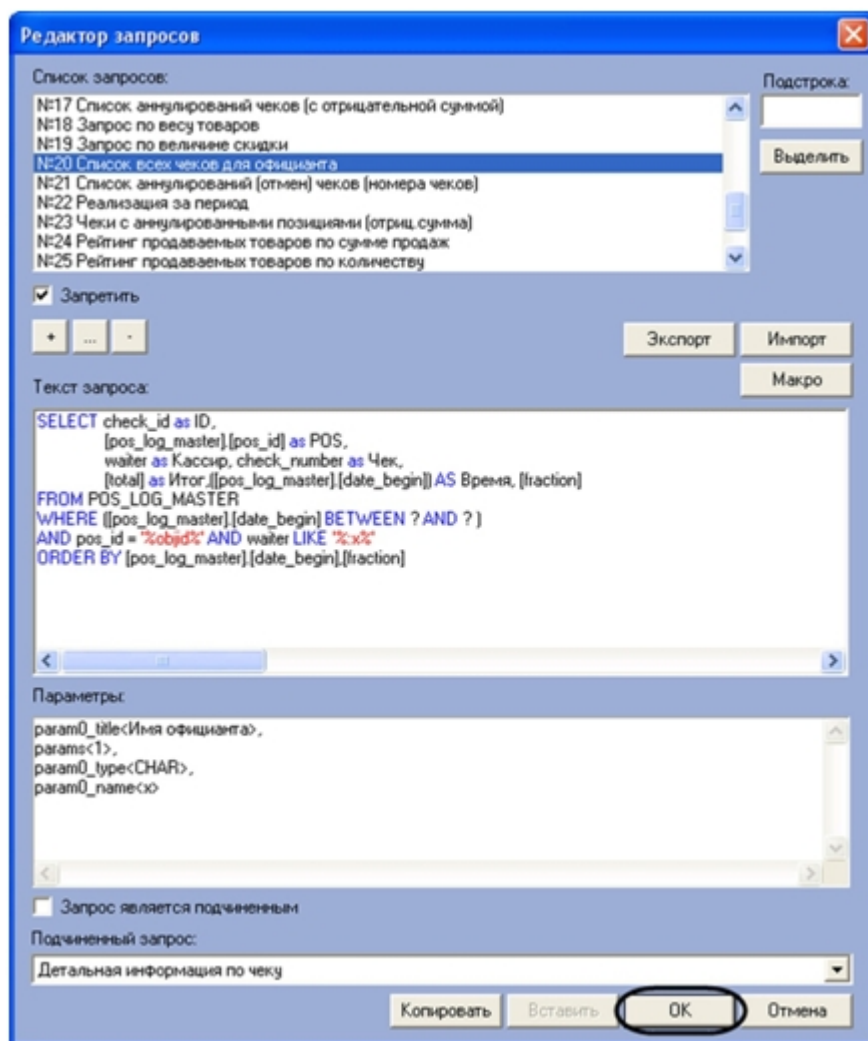 Редактор запросов
Список запросов:
Подстрока:
№17 Список аннулирований чеков (с отрицательной суммой)
№18 Запрос по весу товаров
№19 Запрос по величине скидки
№20 Список всех чеков для официанта
№21 Список аннулирований (отмен) чеков (номера чеков)
№22 Реализация за период
№23 Чеки с аннулированными позициями (отриц.сумма)
№24 Рейтинг продаваемых товаров по сумме продаж
№25 Рейтинг продаваемых товаров по количеству
Выделить
Запретить
+ ... -
Экспорт Импорт
Макро
Текст запроса:
SELECT check_id as ID,
[pos_log_master].[pos_id] as POS,
waiter as Кассир, check_number as Чек,
[total] as Итог,([pos_log_master].[date_begin]) AS Время, [fraction]
FROM POS_LOG_MASTER
WHERE ([pos_log_master].[date_begin] BETWEEN ? AND ? )
AND pos_id = '%objid%' AND waiter LIKE '%:x%'
ORDER BY [pos_log_master].[date_begin],[fraction]
Параметры:
param0_title<Имя официанта>,
params<1>,
param0_type<CHAR>,
param0_name<x>
Запрос является подчиненным
Подчиненный запрос:
Детальная информация по чеку
Копировать Вставить OK Отмена